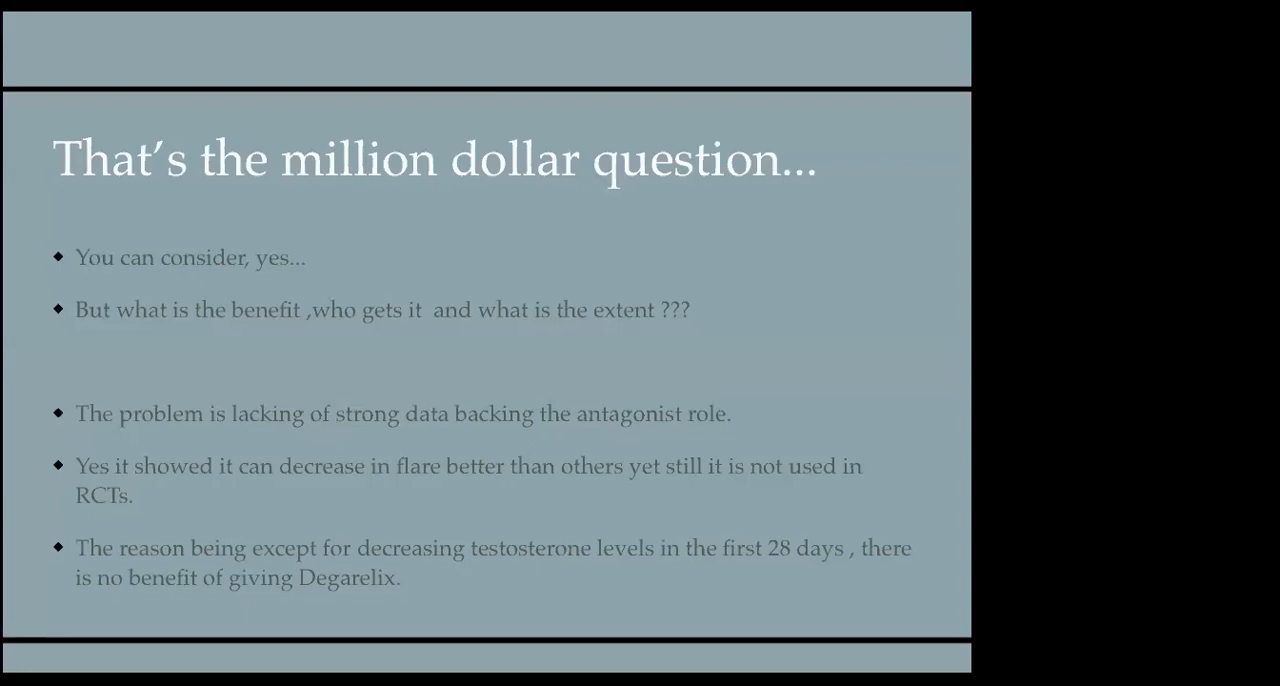 That’s the million dollar question...
You can consider, yes...
But what is the benefit ,who gets it  and what is the extent ???
The problem is lacking of strong data backing the antagonist role.
Yes it showed it can decrease in flare better than others yet still it is not used in
RCTs.
The reason being except for decreasing testosterone levels in the first 28 days , there
is no benefit of giving Degarelix.